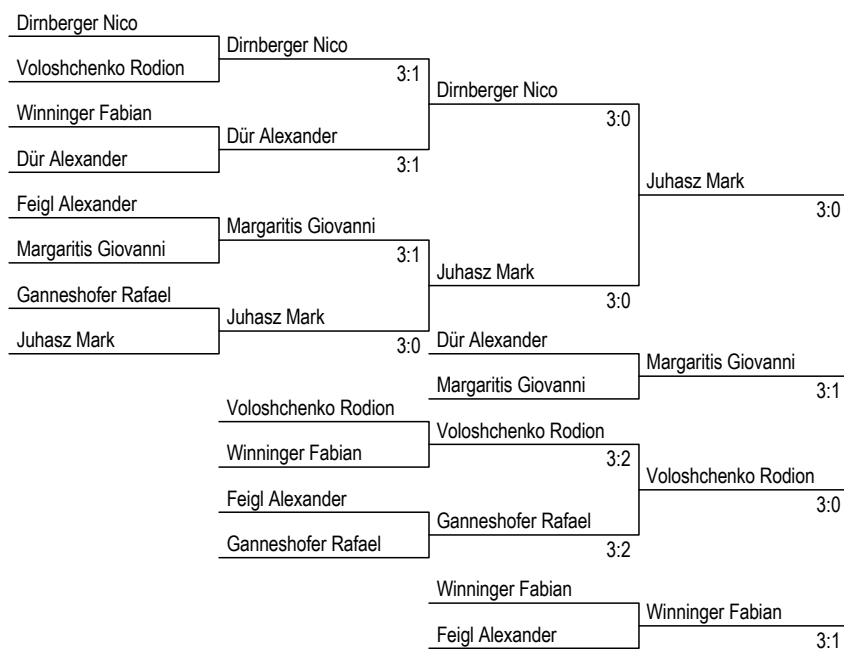 Dirnberger Nico
Dirnberger Nico
Voloshchenko Rodion
3:1
Dirnberger Nico
Winninger Fabian
3:0
Dür Alexander
Dür Alexander
3:1
Juhasz Mark
Feigl Alexander
3:0
Margaritis Giovanni
Margaritis Giovanni
3:1
Juhasz Mark
Ganneshofer Rafael
3:0
Juhasz Mark
Juhasz Mark
3:0
Dür Alexander
Margaritis Giovanni
Margaritis Giovanni
3:1
Voloshchenko Rodion
Voloshchenko Rodion
Winninger Fabian
3:2
Voloshchenko Rodion
Feigl Alexander
3:0
Ganneshofer Rafael
Ganneshofer Rafael
3:2
Winninger Fabian
Winninger Fabian
Feigl Alexander
3:1